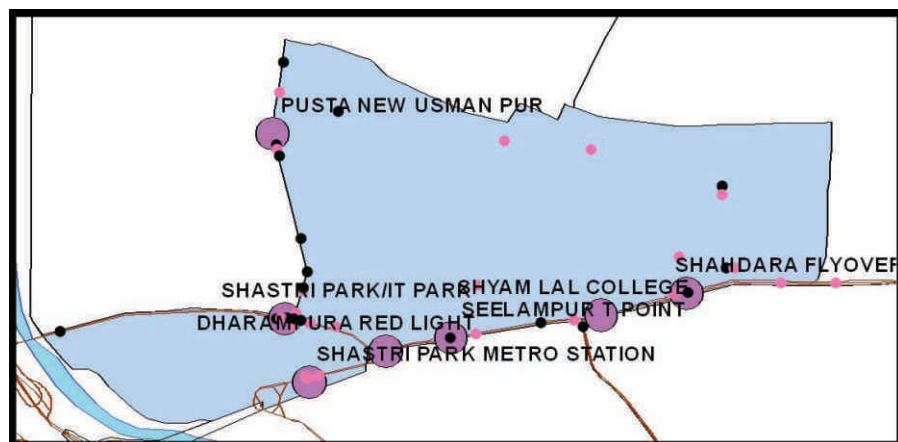 PUSTA NEW USMAN PUR
SHAHDARA FLYOVER
SHASTRI PARK/IT PARK
SHYAM LAL COLLEGE
SEELAMPUR T POINT
DHARAMPURA RED LIGHT
SHASTRI PARK METRO STATION